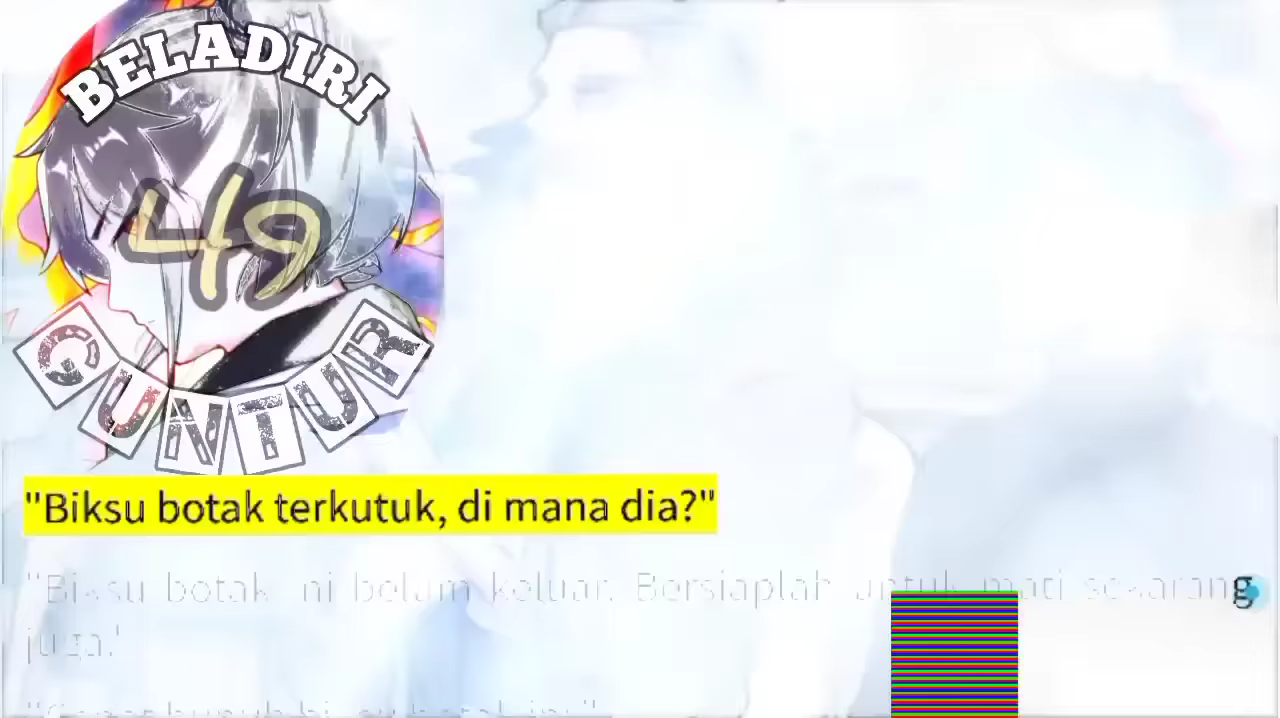 BELADIRI
49
GUNTUR
"Biksu botak terkutuk, di mana dia?"
"Biksu botak ini belum keluar. Bersiaplah untuk mati sekarang
juga."